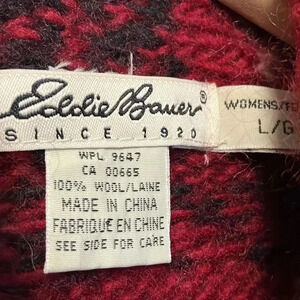 Eddie Bauer®
SINCE 1920
WOMENS/F
L/G
WPL 9647
CA 00665
100% WOOL/LAINE
MADE IN CHINA
FABRIQUÉ EN CHINE
SEE SIDE FOR CARE